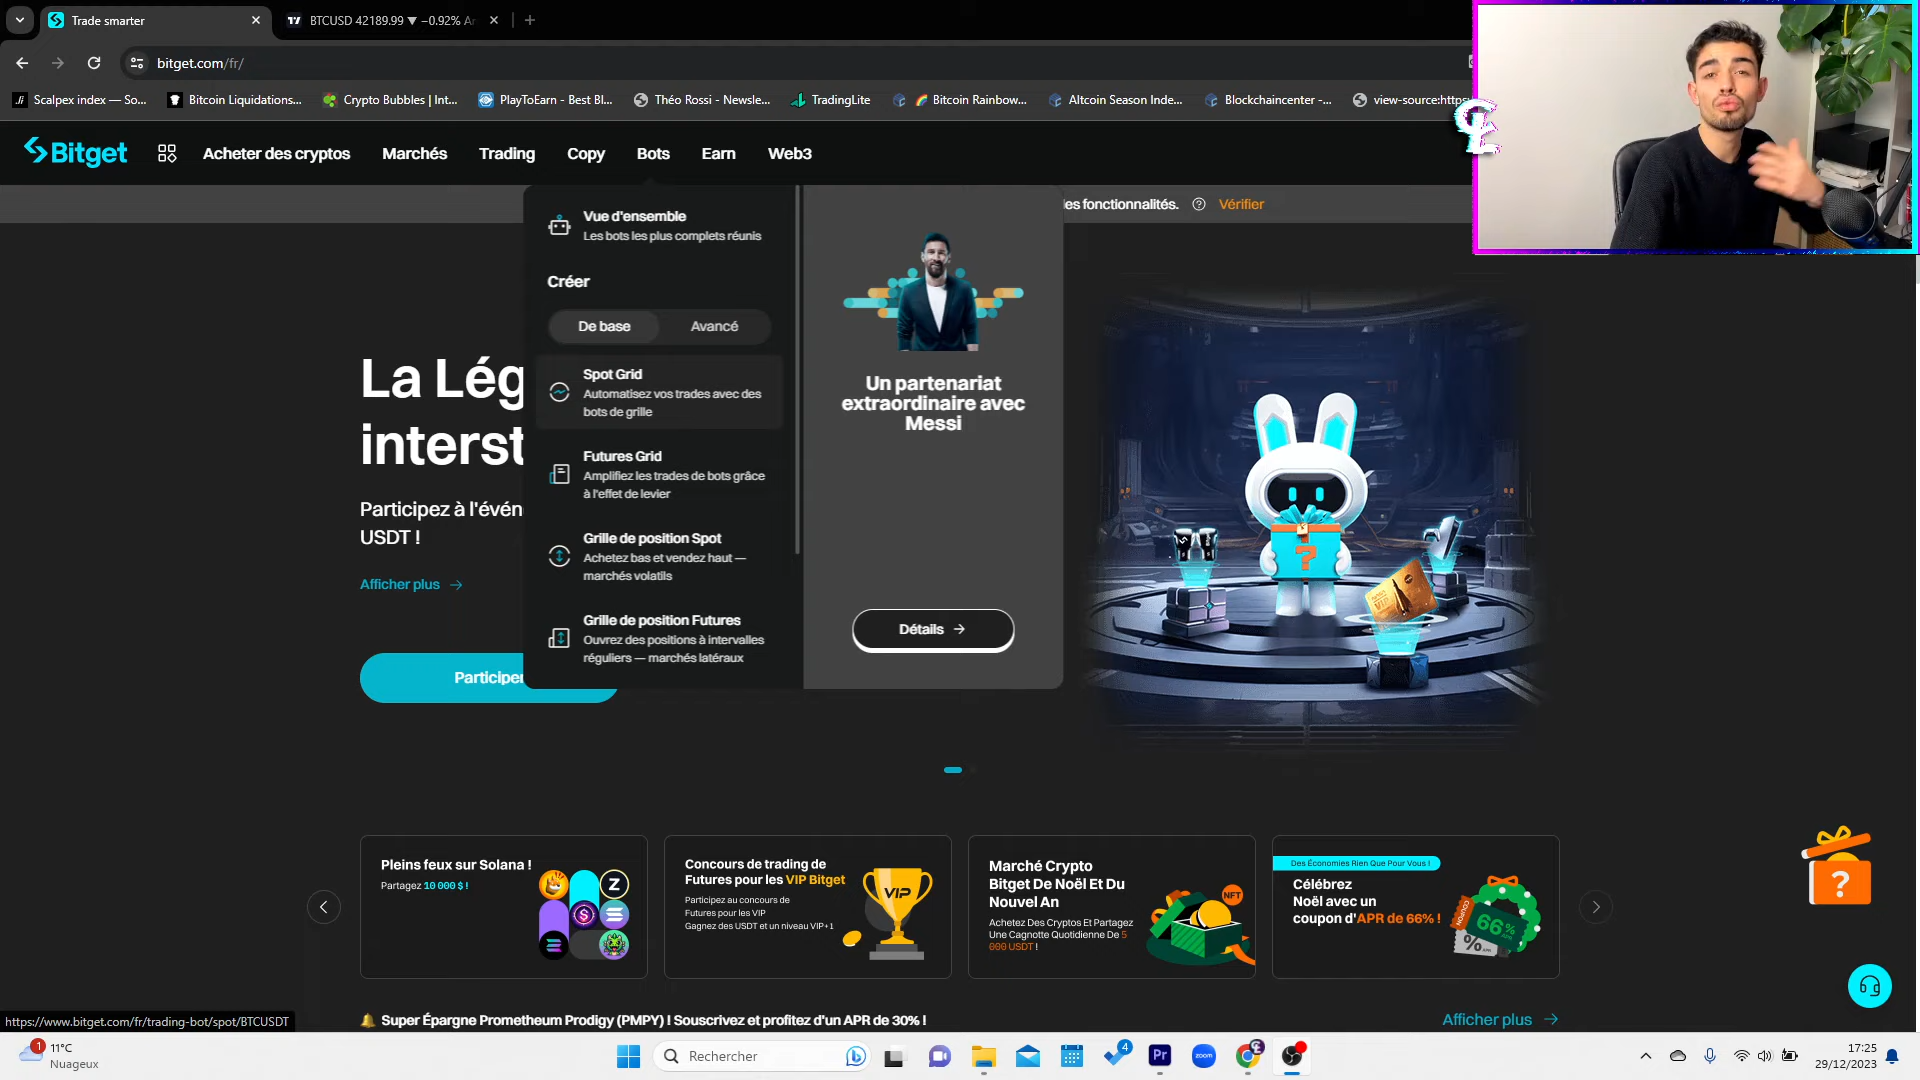 Trade smarter
BTCUSD 42189.99 ▼ −0.92%
bitget.com/fr/
Scalpex index — So...
Bitcoin Liquidations...
Crypto Bubbles | Int...
PlayToEarn - Best Bl...
Théo Rossi - Newsle...
TradingLite
Bitcoin Rainbow...
Altcoin Season Inde...
Blockchaincenter -...
view-source:https
Bitget
Acheter des cryptos
Marchés
Trading
Copy
Bots
Earn
Web3
les fonctionnalités.
Vérifier
Vue d'ensemble
Les bots les plus complets réunis
Créer
De base
Avancé
Spot Grid
Automatisez vos trades avec des
bots de grille
Futures Grid
Amplifiez les trades de bots grâce
à l'effet de levier
Grille de position Spot
Achetez bas et vendez haut —
marchés volatils
Grille de position Futures
Ouvrez des positions à intervalles
réguliers — marchés latéraux
Un partenariat
extraordinaire avec
Messi
Détails →
La Lég
interst
Participez à l'évén
USDT !
Afficher plus →
Participer
Pleins feux sur Solana !
Partagez 10 000 $ !
Concours de trading de
Futures pour les VIP Bitget
Participez au concours de
Futures pour les VIP
Gagnez des USDT et un niveau VIP+1
VIP
Marché Crypto
Bitget De Noël Et Du
Nouvel An
Achetez Des Cryptos Et Partagez
Une Cagnotte Quotidienne De 5
000 USDT !
NFT
Des Économies Rien Que Pour Vous !
Célébrez
Noël avec un
coupon d'APR de 66% !
COUPON
66%
%
Super Épargne Prometheum Prodigy (PMPY) ! Souscrivez et profitez d'un APR de 30% !
Afficher plus →
https://www.bitget.com/fr/trading-bot/spot/BTCUSDT
1
11°C
Nuageux
Rechercher
4
Pr
zoom
17:25
29/12/2023